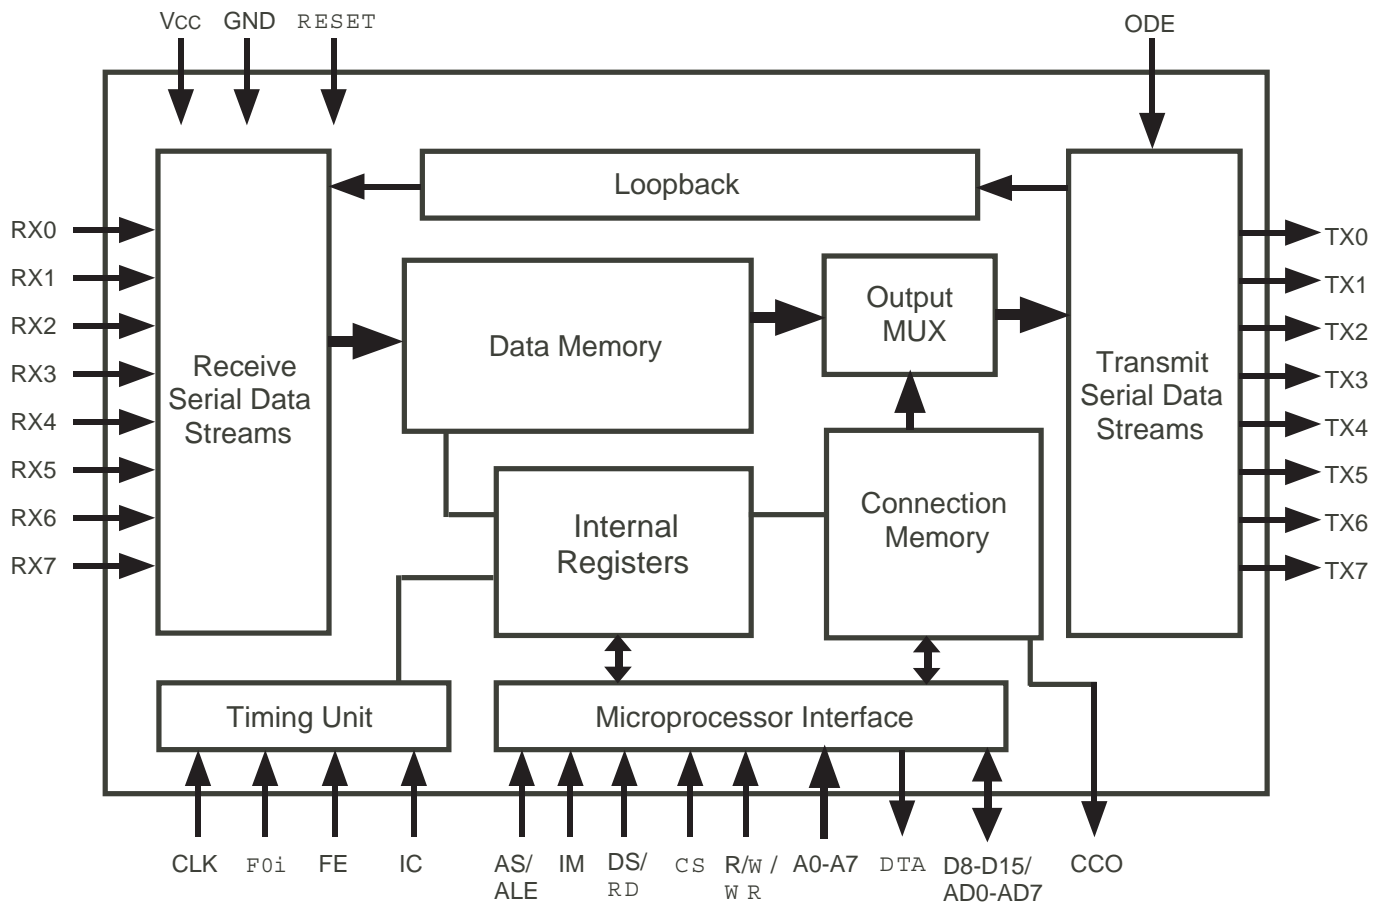 Vcc GND RESET ODE
Loopback
RX0
RX1
RX2
RX3
RX4
RX5
RX6
RX7
Receive
Serial Data
Streams
Data Memory
Output
MUX
Internal
Registers
Connection
Memory
Transmit
Serial Data
Streams
TX0
TX1
TX2
TX3
TX4
TX5
TX6
TX7
Timing Unit
Microprocessor Interface
CLK
F0i
FE
IC
AS/
ALE
IM
DS/
RD
CS
R/W /
W R
A0-A7
DTA
D8-D15/
AD0-AD7
CCO